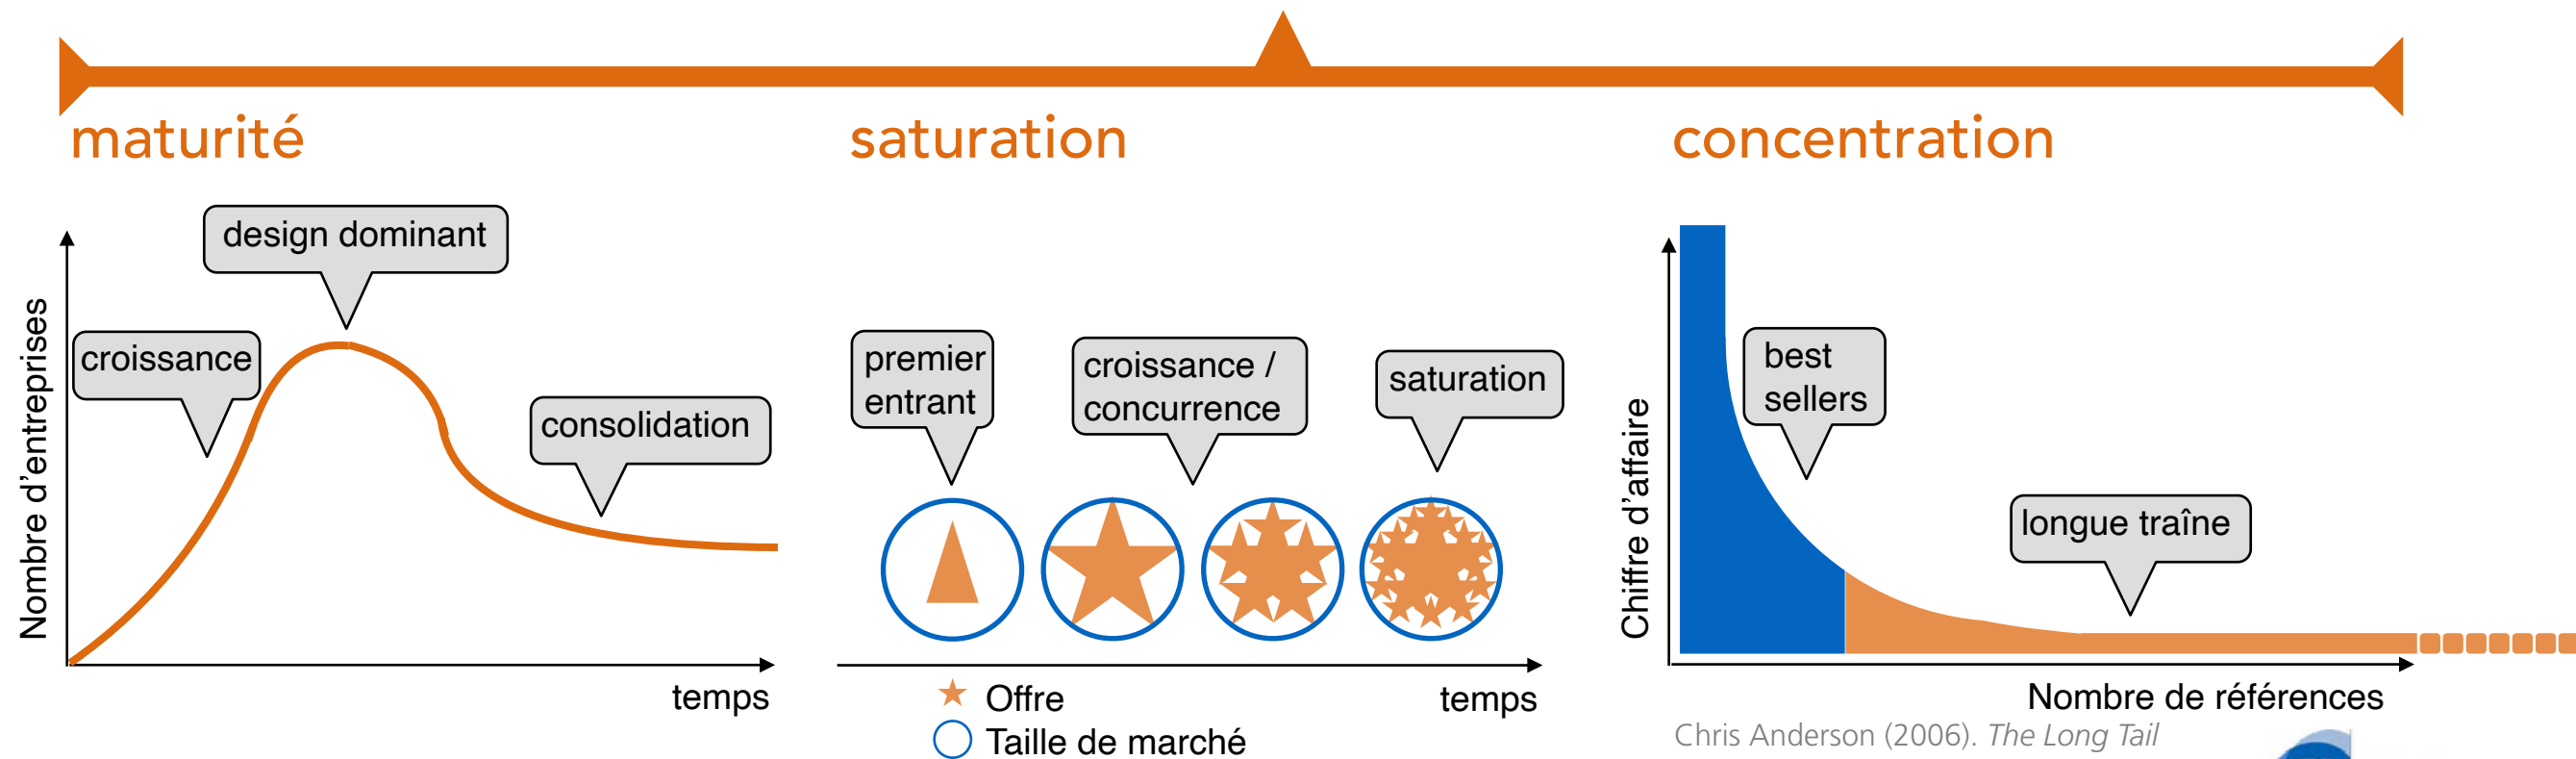 maturité
saturation
concentration
design dominant
croissance
consolidation
Nombre d'entreprises
temps
premier
entrant
croissance /
concurrence
saturation
temps
Offre
Taille de marché
best
sellers
longue traîne
Chiffre d'affaire
Nombre de références
Chris Anderson (2006). The Long Tail